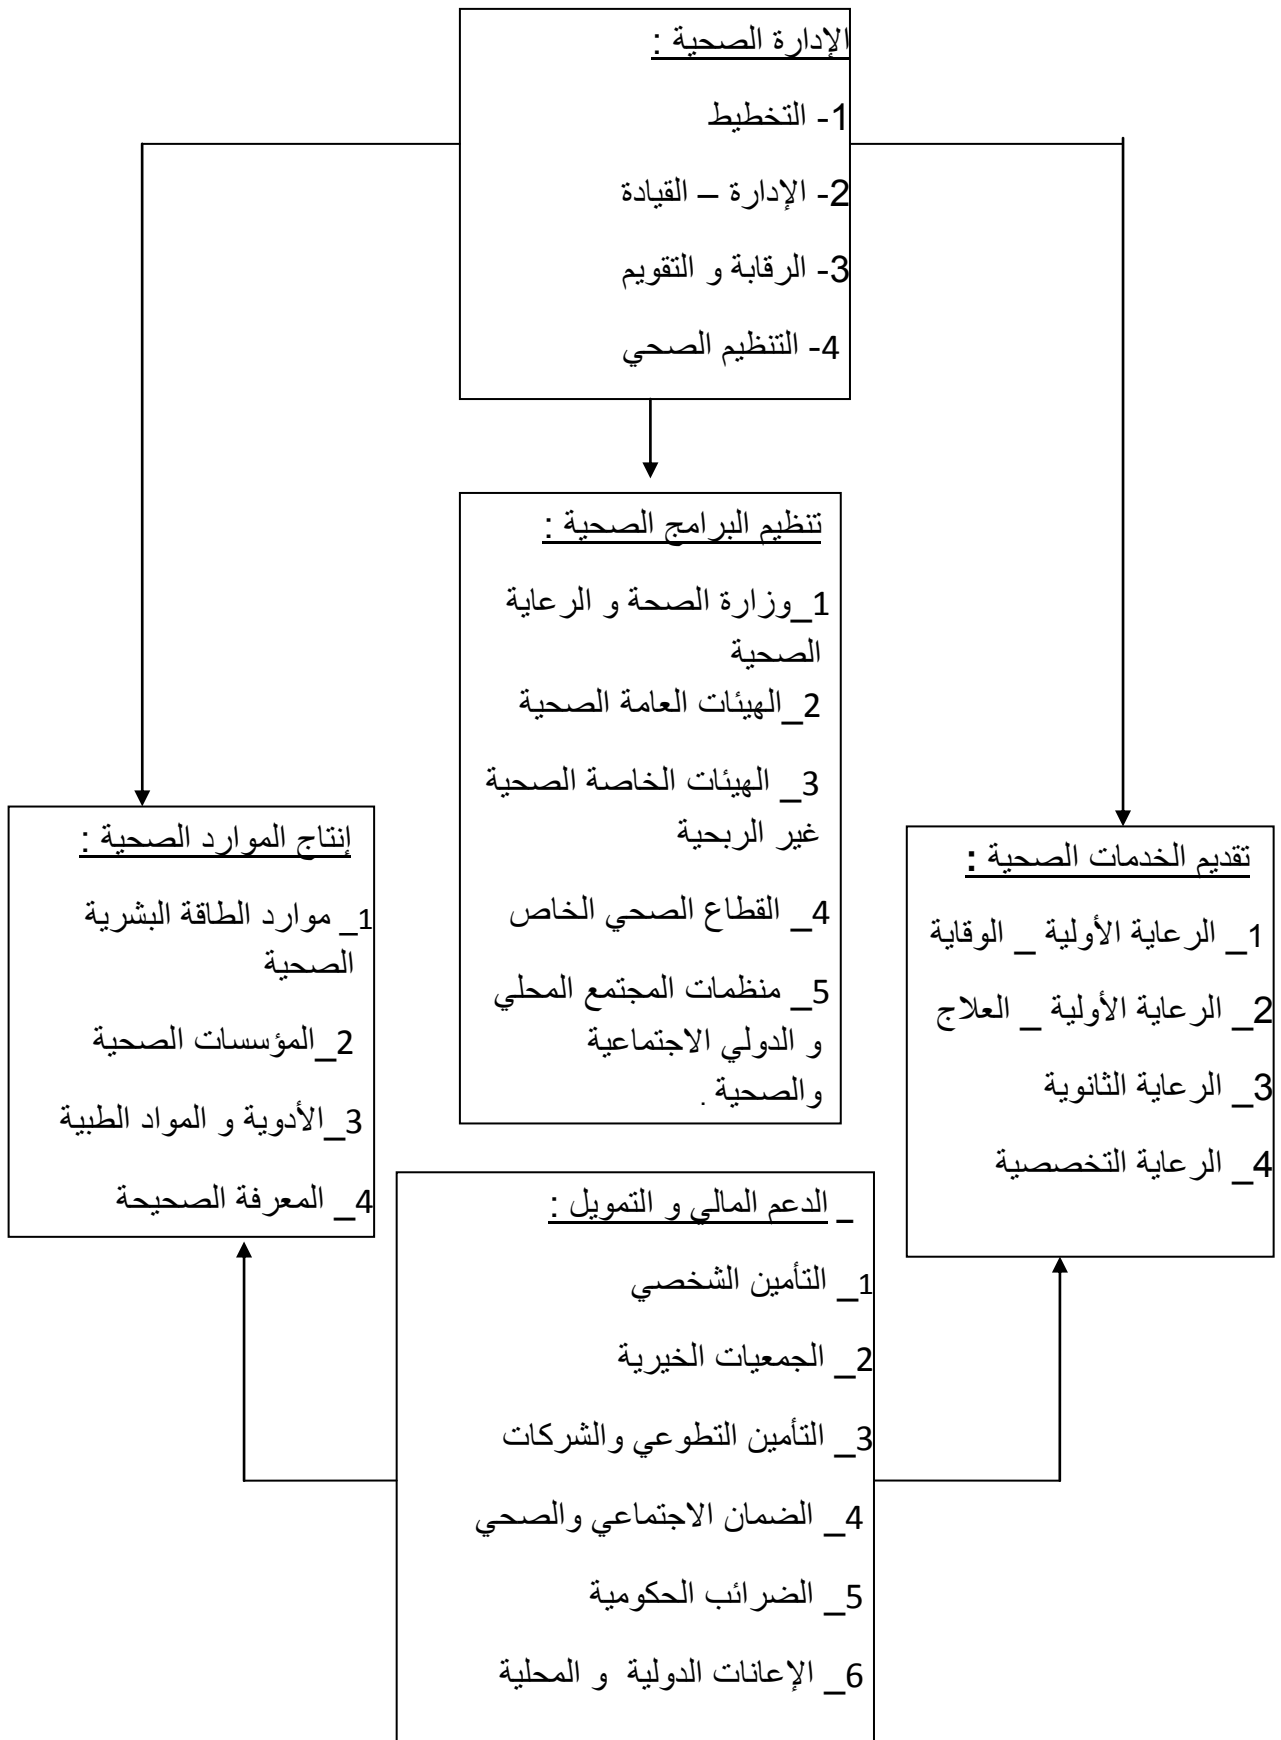 الإدارة الصحية :
1- التخطيط
2- الإدارة – القيادة
3- الرقابة و التقويم
4- التنظيم الصحي
تنظيم البرامج الصحية :
1_وزارة الصحة و الرعاية
الصحية
2_الهيئات العامة الصحية
3_ الهيئات الخاصة الصحية
غير الربحية
4_ القطاع الصحي الخاص
5_ منظمات المجتمع المحلي
و الدولي الاجتماعية
والصحية .
تقديم الخدمات الصحية :
1_ الرعاية الأولية _ الوقاية
2_ الرعاية الأولية _ العلاج
3_ الرعاية الثانوية
4_ الرعاية التخصصية
إنتاج الموارد الصحية :
1_ موارد الطاقة البشرية
الصحية
2_المؤسسات الصحية
3_الأدوية و المواد الطبية
4_ المعرفة الصحيحة
_ الدعم المالي و التمويل :
1_ التأمين الشخصي
2_ الجمعيات الخيرية
3_ التأمين التطوعي والشركات
4_ الضمان الاجتماعي والصحي
5_ الضرائب الحكومية
6_ الإعانات الدولية و المحلية